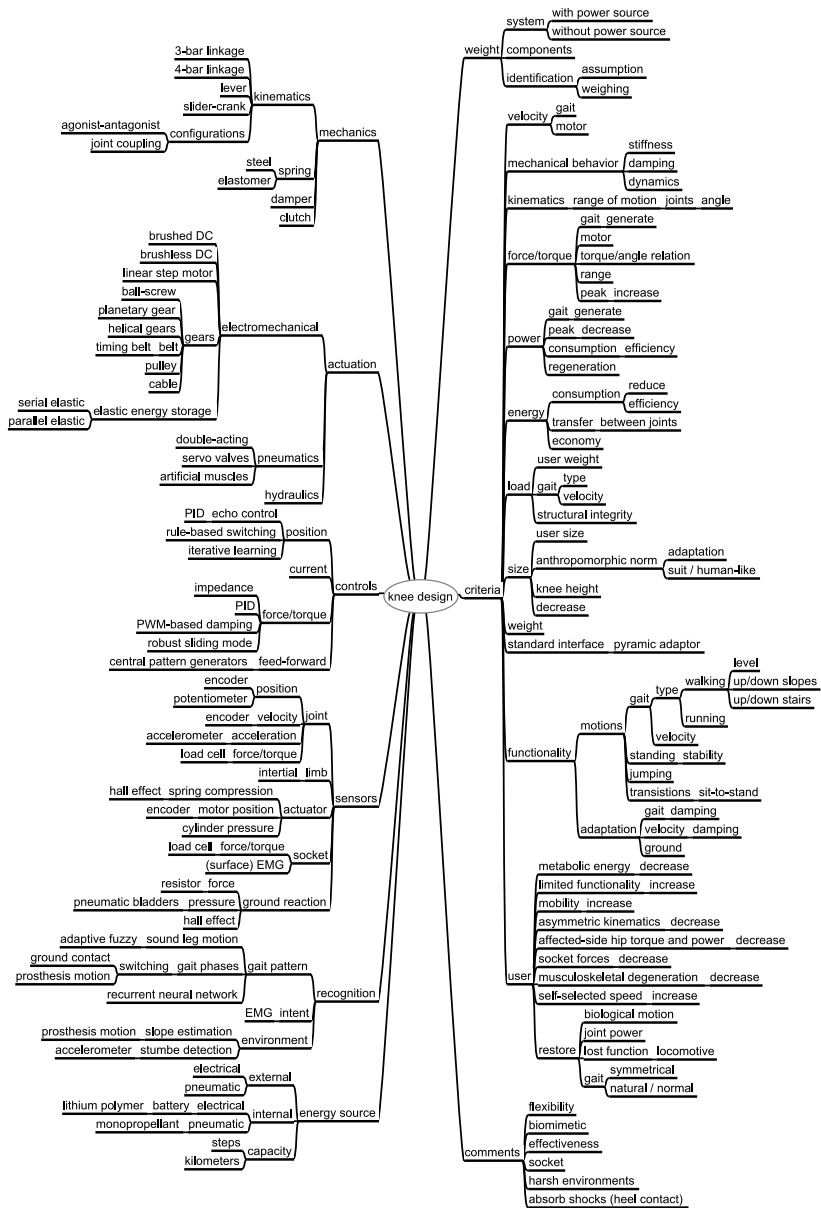 3-bar linkage
4-bar linkage
lever
slider-crank
kinematics
agonist-antagonist
joint coupling
configurations
mechanics
steel
elastomer
spring
damper
clutch
brushed DC
brushless DC
linear step motor
ball-screw
planetary gear
helical gears
timing belt belt
pulley
cable
gears
electromechanical
serial elastic
parallel elastic
elastic energy storage
actuation
double-acting
servo valves
artificial muscles
pneumatics
hydraulics
PID echo control
rule-based switching
iterative learning
position
current
controls
impedance
PID
PWM-based damping
robust sliding mode
force/torque
central pattern generators feed-forward
encoder
potentiometer
position
encoder velocity
accelerometer acceleration
load cell force/torque
joint
intertial limb
sensors
hall effect spring compression
encoder motor position
cylinder pressure
actuator
load cell force/torque
(surface) EMG
socket
resistor force
pneumatic bladders pressure
hall effect
ground reaction
adaptive fuzzy sound leg motion
ground contact
prosthesis motion
switching gait phases
recurrent neural network
gait pattern
recognition
EMG intent
prosthesis motion slope estimation
accelerometer stumbe detection
environment
electrical
pneumatic
external
lithium polymer battery electrical
monopropellant pneumatic
internal
energy source
steps
kilometers
capacity
knee design
weight
system
with power source
without power source
components
identification
assumption
weighing
criteria
velocity
gait
motor
mechanical behavior
stiffness
damping
dynamics
kinematics range of motion joints angle
force/torque
gait generate
motor
torque/angle relation
range
peak increase
power
gait generate
peak decrease
consumption efficiency
regeneration
energy
consumption
reduce
efficiency
transfer between joints
economy
load
user weight
gait
type
velocity
structural integrity
size
user size
anthropomorphic norm
adaptation
suit / human-like
knee height
decrease
weight
standard interface pyramic adaptor
functionality
motions
gait
type
walking
level
up/down slopes
up/down stairs
running
velocity
standing stability
jumping
transistions sit-to-stand
adaptation
gait damping
velocity damping
ground
user
metabolic energy decrease
limited functionality increase
mobility increase
asymmetric kinematics decrease
affected-side hip torque and power decrease
socket forces decrease
musculoskeletal degeneration decrease
self-selected speed increase
restore
biological motion
joint power
lost function locomotive
gait
symmetrical
natural / normal
comments
flexibility
biomimetic
effectiveness
socket
harsh environments
absorb shocks (heel contact)